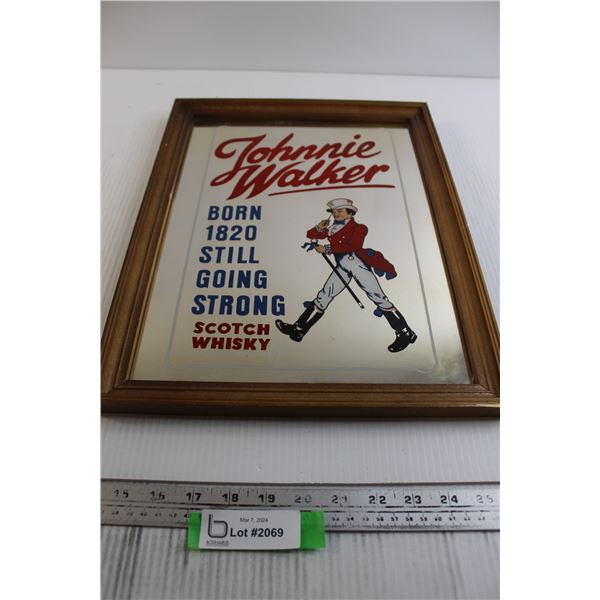 Johnnie
Walker
BORN
1820
STILL
GOING
STRONG
SCOTCH
WHISKY
15 16 17 18 19 20 21 22 23 24 25
Mar 7, 2024
Lot #2069